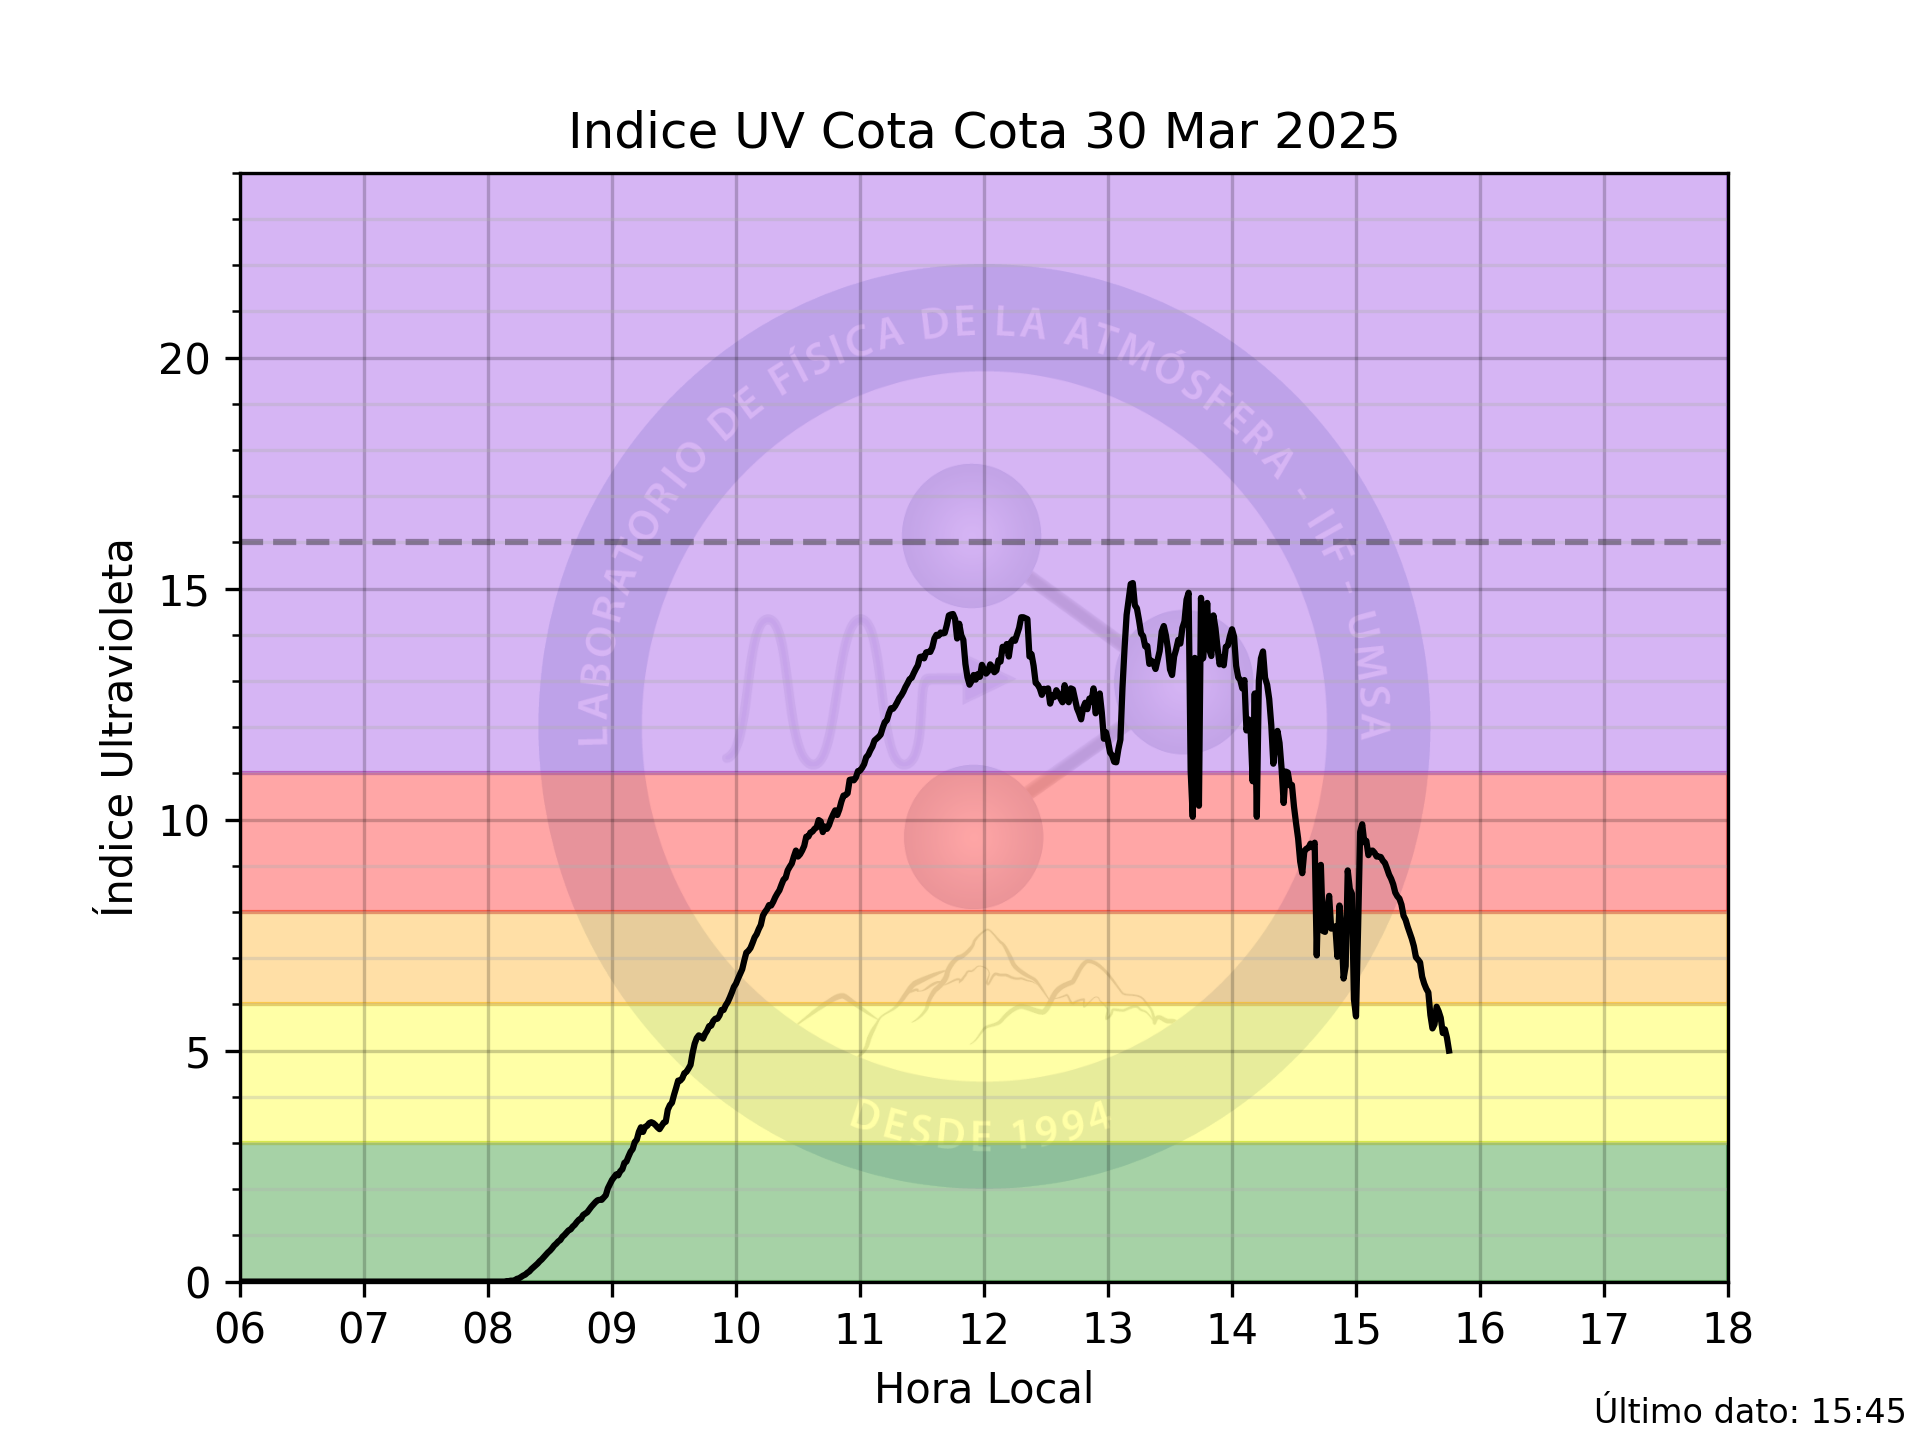 Indice UV Cota Cota 30 Mar 2025
Índice Ultravioleta
20
15
10
5
0
LABORATORIO DE FÍSICA DE LA ATMÓSFERA - IIF - UMSA
DESDE 1994
06 07 08 09 10 11 12 13 14 15 16 17 18
Hora Local
Último dato: 15:45